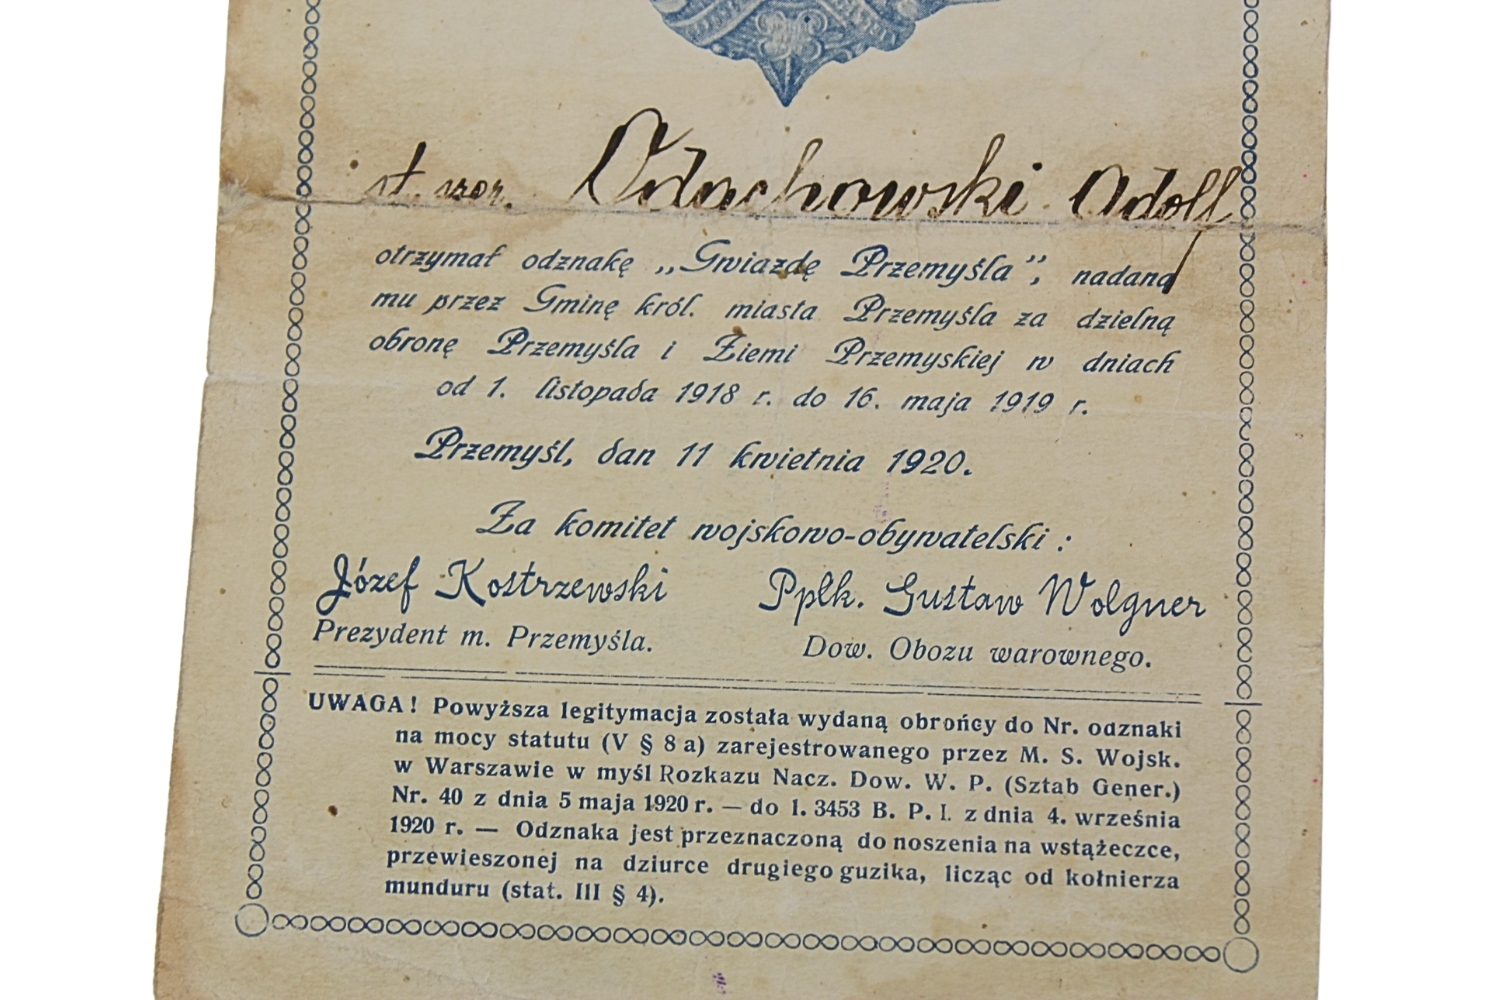 st. żoł. Odachowski Adolf
otrzymał odznakę „Gwiazdę Przemyśla”, nadaną
mu przez Gminę król. miasta Przemyśla za dzielną
obronę Przemyśla i Ziemi Przemyskiej w dniach
od 1. listopada 1918 r. do 16. maja 1919 r.
Przemyśl, dan 11 kwietnia 1920.
Za komitet wojskowo-obywatelski :
Józef Kostrzewski Ppłk. Gustaw Wolgner
Prezydent m. Przemyśla. Dow. Obozu warownego.
UWAGA! Powyższa legitymacja została wydaną obrońcy do Nr. odznaki
na mocy statutu (V § 8 a) zarejestrowanego przez M. S. Wojsk.
w Warszawie w myśl Rozkazu Nacz. Dow. W. P. (Sztab Gener.)
Nr. 40 z dnia 5 maja 1920 r. — do l. 3453 B. P. I. z dnia 4. września
1920 r. — Odznaka jest przeznaczoną do noszenia na wstążeczce,
przewieszonej na dziurce drugiego guzika, licząc od kołnierza
munduru (stat. III § 4).